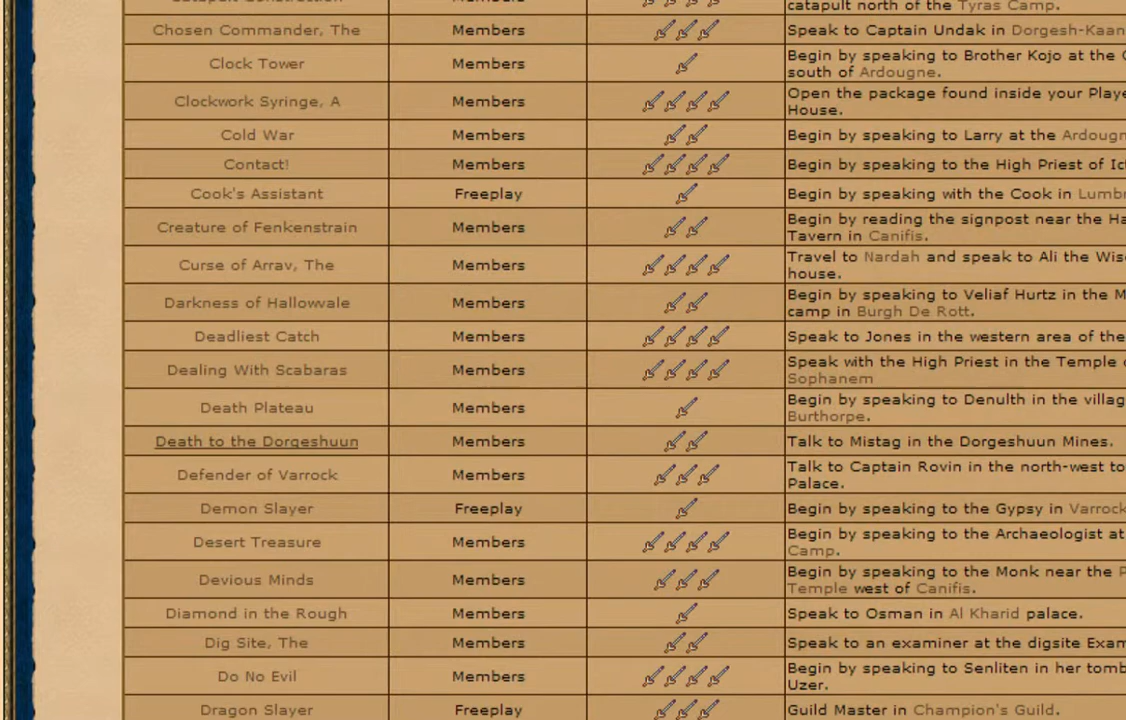 Catapult Construction Members catapult north of the Tyras Camp.
Chosen Commander, The Members Speak to Captain Undak in Dorgesh-Kaan
Clock Tower Members Begin by speaking to Brother Kojo at the
south of Ardougne.
Clockwork Syringe, A Members Open the package found inside your
House.
Cold War Members Begin by speaking to Larry at the
Contact! Members Begin by speaking to the High Priest of
Cook's Assistant Freeplay Begin by speaking with the Cook in
Creature of Fenkenstrain Members Begin by reading the signpost near the
Tavern in Canifis.
Curse of Arrav, The Members Travel to Nardah and speak to Ali the
house.
Darkness of Hallowvale Members Begin by speaking to Veliaf Hurtz in the
camp in Burgh De Rott.
Deadliest Catch Members Speak to Jones in the western area of the
Dealing With Scabaras Members Speak with the High Priest in the Temple
Sophanem
Death Plateau Members Begin by speaking to Denulth in the
Burthorpe.
Death to the Dorgeshuun Members Talk to Mistag in the Dorgeshuun Mines.
Defender of Varrock Members Talk to Captain Rovin in the north-west
Palace.
Demon Slayer Freeplay Begin by speaking to the Gypsy in Varrock
Desert Treasure Members Begin by speaking to the Archaeologist at
Camp.
Devious Minds Members Begin by speaking to the Monk near the
Temple west of Canifis.
Diamond in the Rough Members Speak to Osman in Al Kharid palace.
Dig Site, The Members Speak to an examiner at the digsite
Do No Evil Members Begin by speaking to Senliten in her
Uzer.
Dragon Slayer Freeplay Guild Master in Champion's Guild.